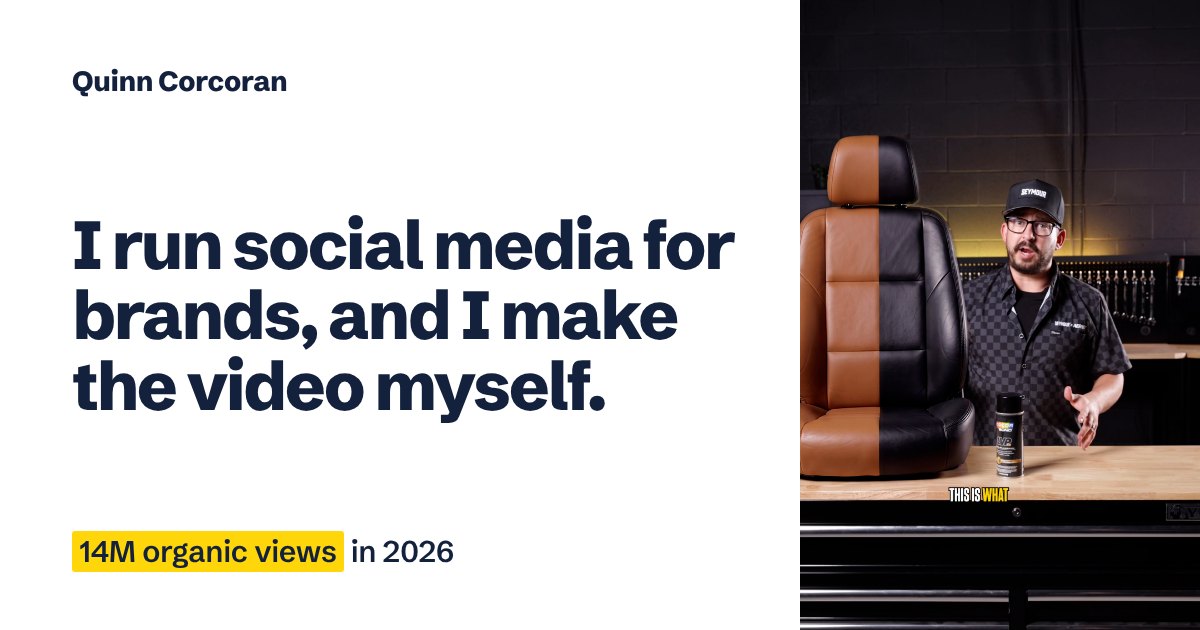 Quinn Corcoran
I run social media for
brands, and I make
the video myself.
14M organic views in 2026
SEYMOUR
THIS IS WHAT